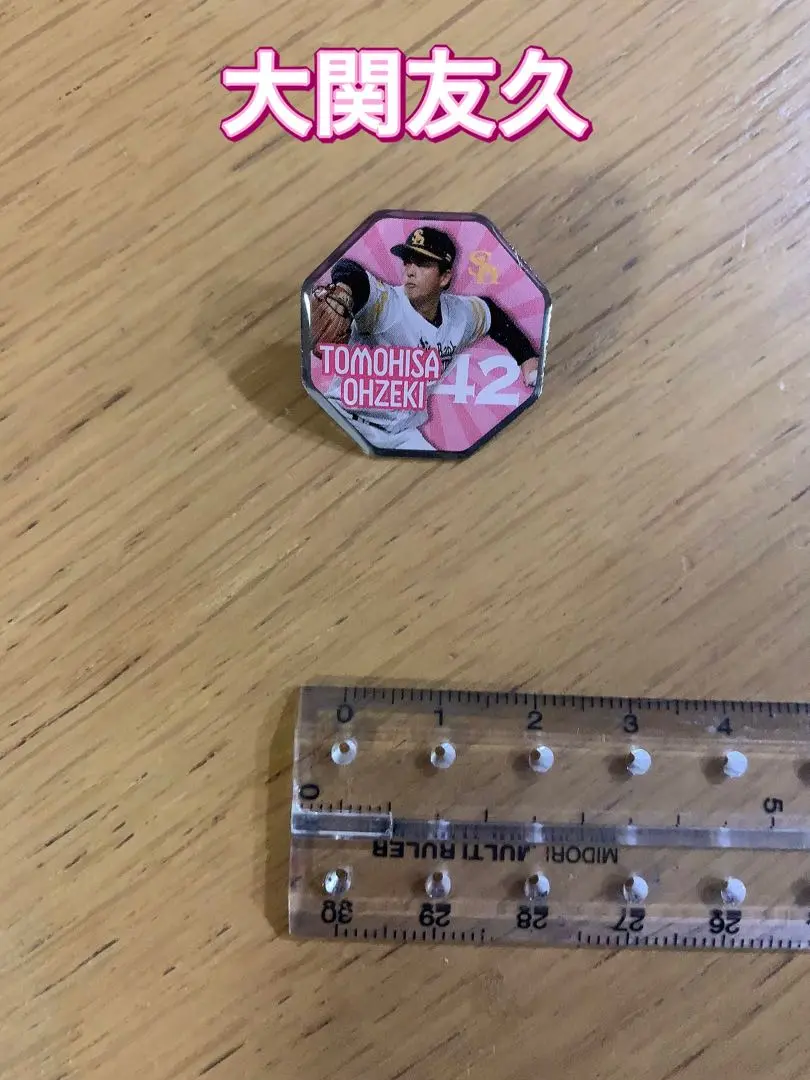 大関友久
SH
TOMOHISA
OHZEKI
42
0 1 2 3 4
0 5
MIDORI MULTI RULER
30 29 28 27 26